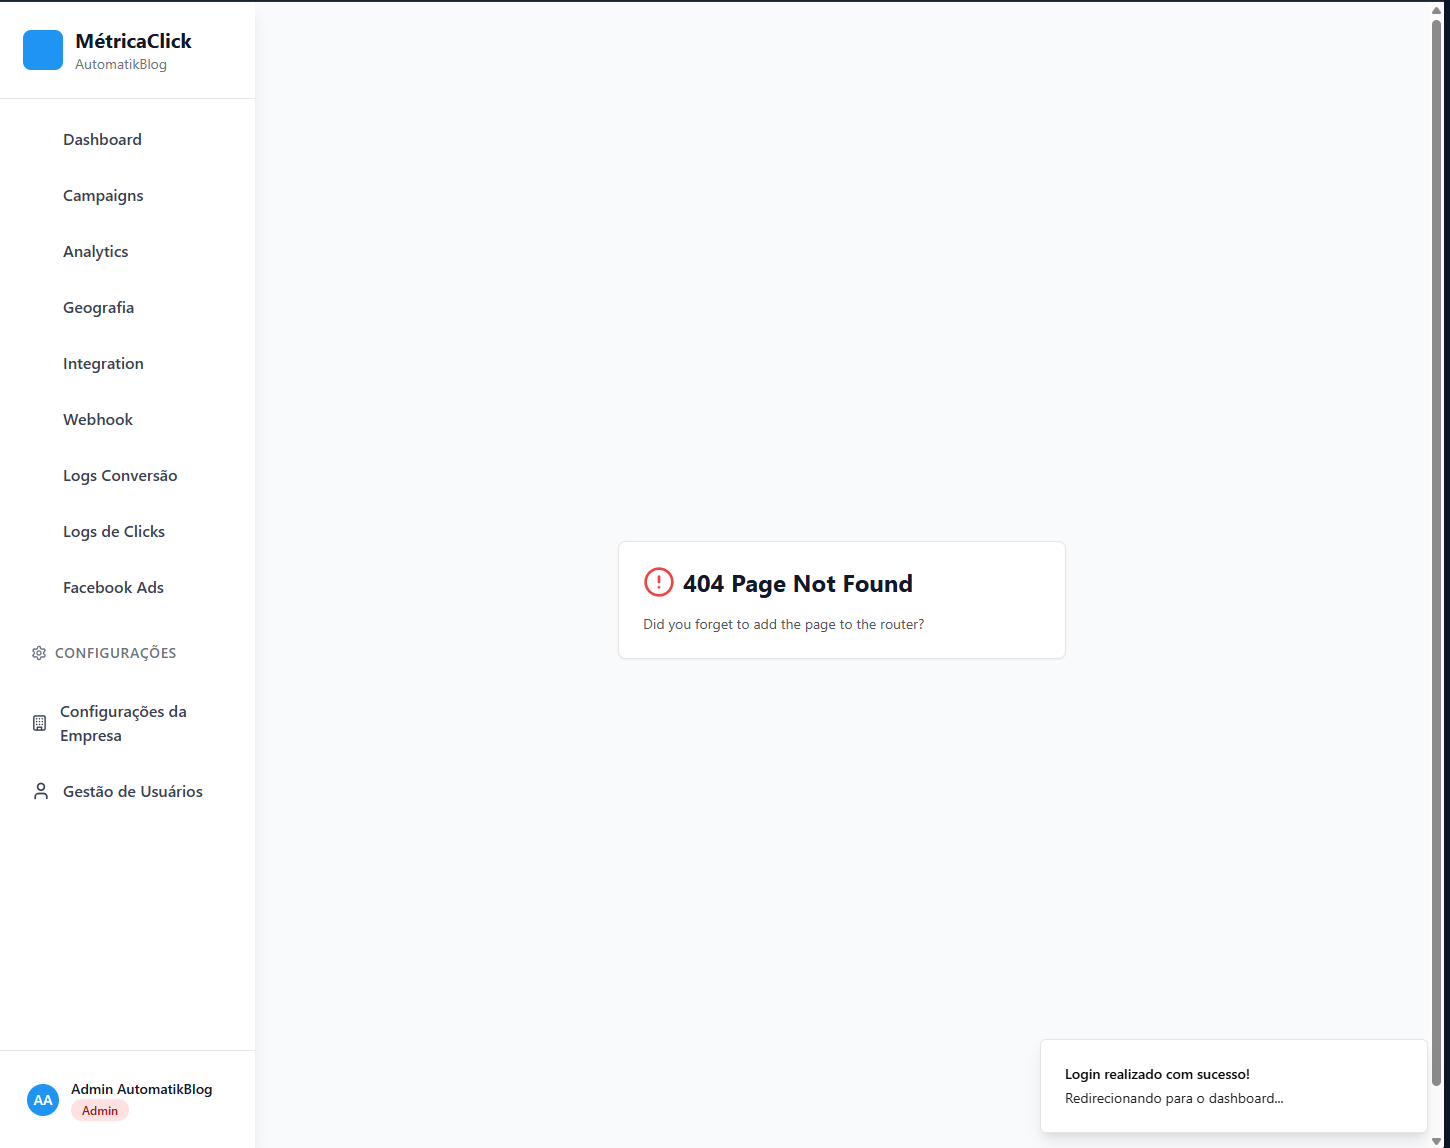 MétricaClick
AutomatikBlog
Dashboard
Campaigns
Analytics
Geografia
Integration
Webhook
Logs Conversão
Logs de Clicks
Facebook Ads
CONFIGURAÇÕES
Configurações da
Empresa
Gestão de Usuários
AA
Admin AutomatikBlog
Admin
404 Page Not Found
Did you forget to add the page to the router?
Login realizado com sucesso!
Redirecionando para o dashboard...